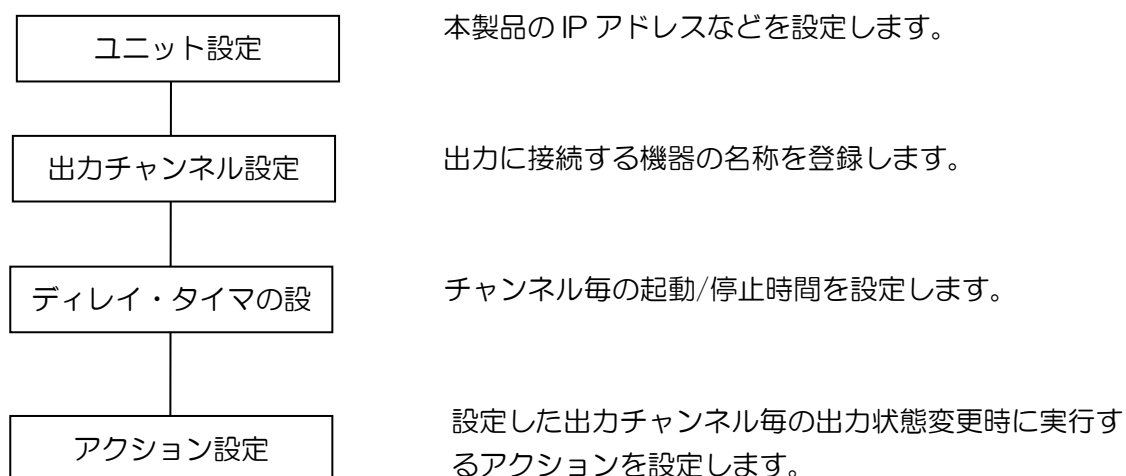 ユニット設定
本製品の IP アドレスなどを設定します。
出力チャンネル設定
出力に接続する機器の名称を登録します。
ディレイ・タイマの設
チャンネル毎の起動/停止時間を設定します。
アクション設定
設定した出力チャンネル毎の出力状態変更時に実行す
るアクションを設定します。